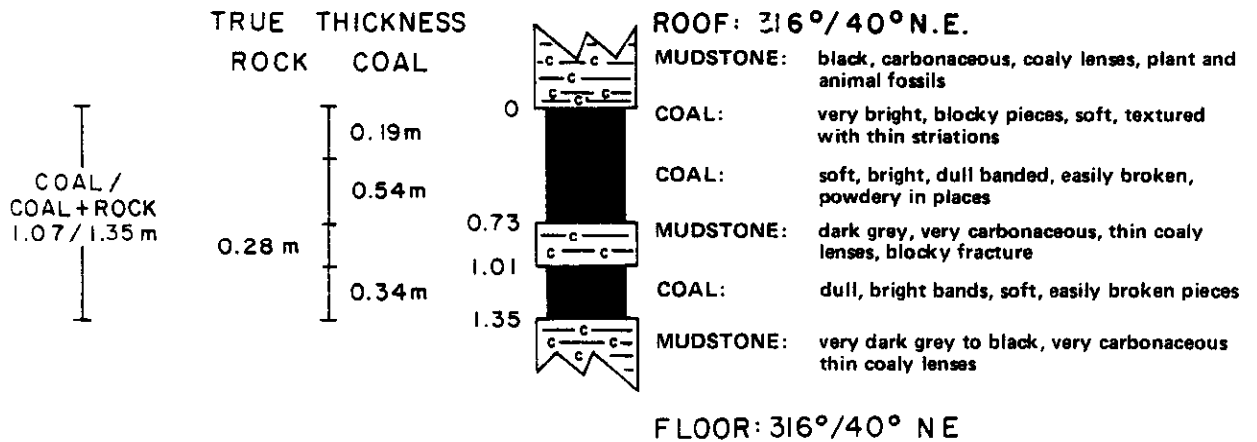 TRUE THICKNESS
ROCK COAL
0.19m
0.54m
0.28 m
0.34m
COAL/
COAL+ROCK
1.07/1.35m
0
0.73
1.01
1.35
c c c
c c
c c c
c
c c
c
c c c
c c
ROOF: 316°/40° N.E.
MUDSTONE: black, carbonaceous, coaly lenses, plant and
animal fossils
COAL: very bright, blocky pieces, soft, textured
with thin striations
COAL: soft, bright, dull banded, easily broken,
powdery in places
MUDSTONE: dark grey, very carbonaceous, thin coaly
lenses, blocky fracture
COAL: dull, bright bands, soft, easily broken pieces
MUDSTONE: very dark grey to black, very carbonaceous
thin coaly lenses
FLOOR: 316°/40° NE